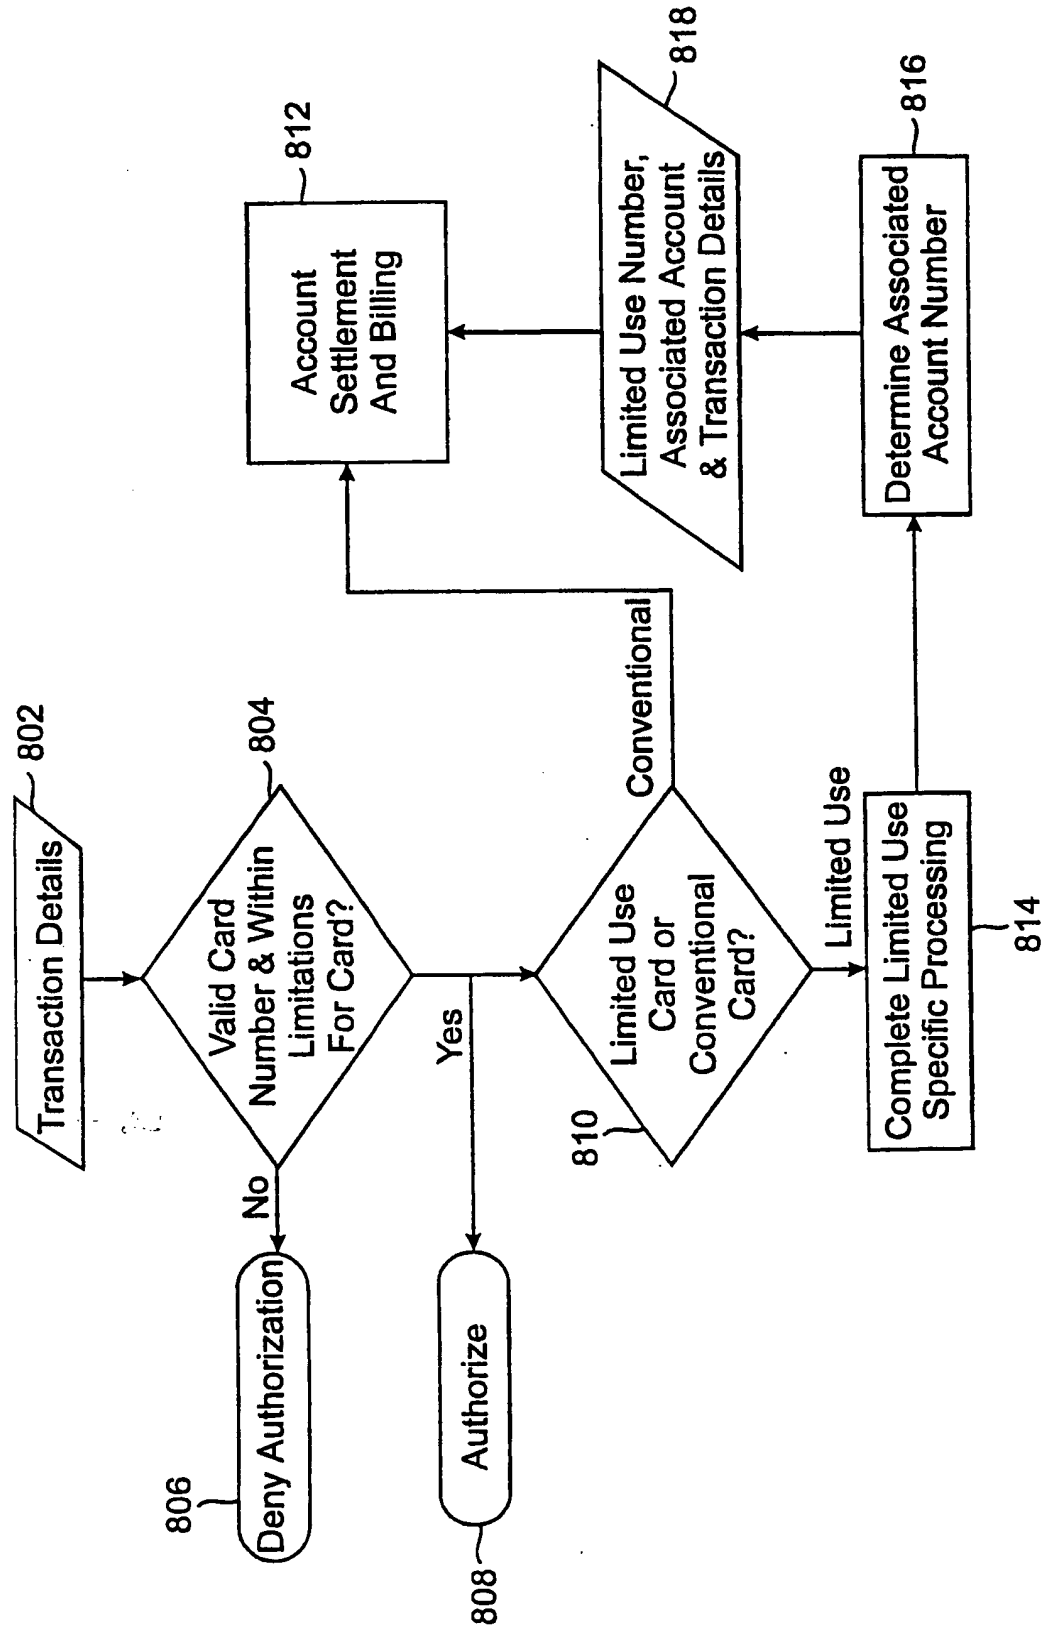 802
Transaction Details
804
Valid Card
Number & Within
Limitations
For Card?
No
806
Deny Authorization
Yes
808
Authorize
810
Limited Use
Card or
Conventional
Card?
Conventional
812
Account
Settlement
And Billing
Limited Use
Complete Limited Use
Specific Processing
814
Determine Associated
Account Number
816
Limited Use Number,
Associated Account
& Transaction Details
818